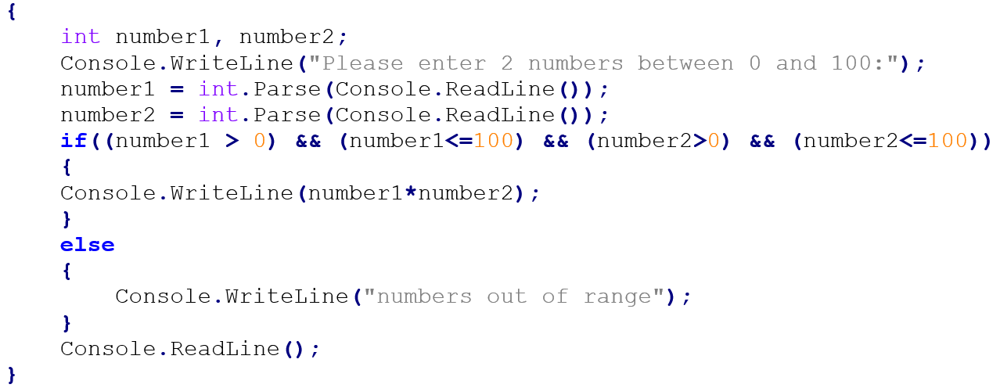 {
int number1, number2;
Console.WriteLine("Please enter 2 numbers between 0 and 100:");
number1 = int.Parse(Console.ReadLine());
number2 = int.Parse(Console.ReadLine());
if((number1 > 0) && (number1<=100) && (number2>0) && (number2<=100))
{
Console.WriteLine(number1*number2);
}
else
{
Console.WriteLine("numbers out of range");
}
Console.ReadLine();
}